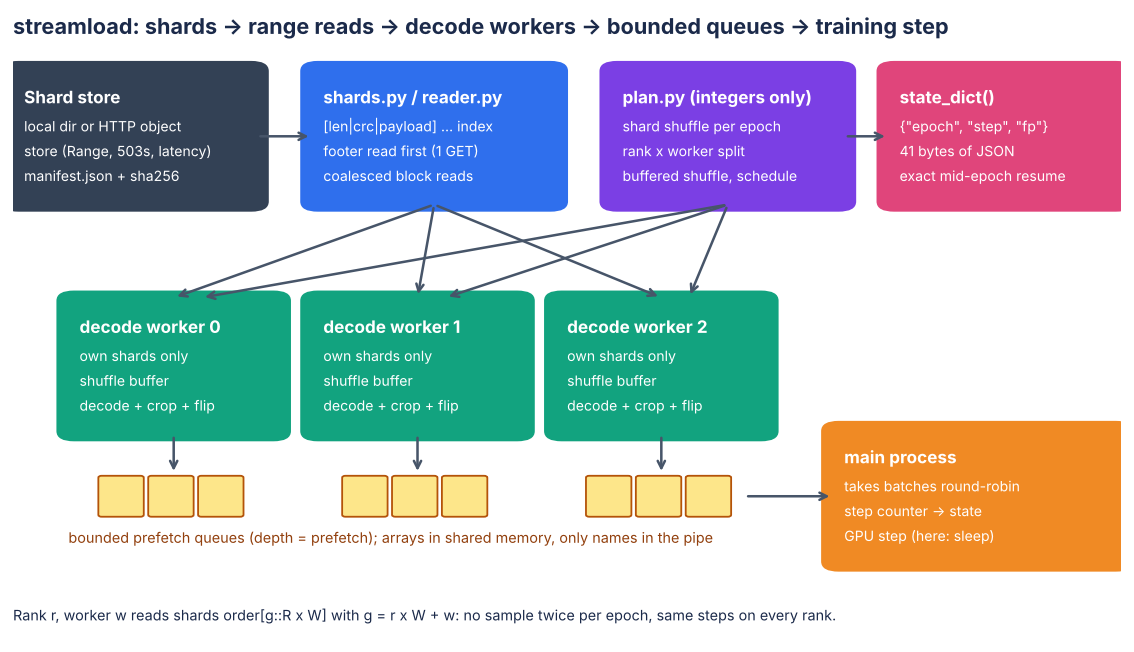 streamload: shards → range reads → decode workers → bounded queues → training step
Shard store
local dir or HTTP object
store (Range, 503s, latency)
manifest.json + sha256
shards.py / reader.py
[len|crc|payload] ... index
footer read first (1 GET)
coalesced block reads
plan.py (integers only)
shard shuffle per epoch
rank x worker split
buffered shuffle, schedule
state_dict()
{"epoch", "step", "fp"}
41 bytes of JSON
exact mid-epoch resume
decode worker 0
own shards only
shuffle buffer
decode + crop + flip
decode worker 1
own shards only
shuffle buffer
decode + crop + flip
decode worker 2
own shards only
shuffle buffer
decode + crop + flip
main process
takes batches round-robin
step counter → state
GPU step (here: sleep)
bounded prefetch queues (depth = prefetch); arrays in shared memory, only names in the pipe
Rank r, worker w reads shards order[g::R x W] with g = r x W + w: no sample twice per epoch, same steps on every rank.